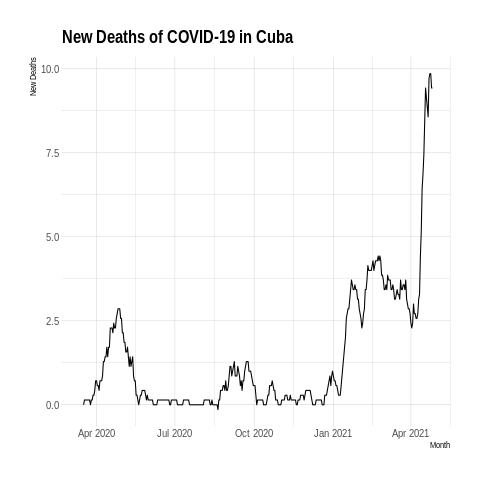 New Deaths of COVID-19 in Cuba
New Deaths
10.0
7.5
5.0
2.5
0.0
Apr 2020 Jul 2020 Oct 2020 Jan 2021 Apr 2021
Month